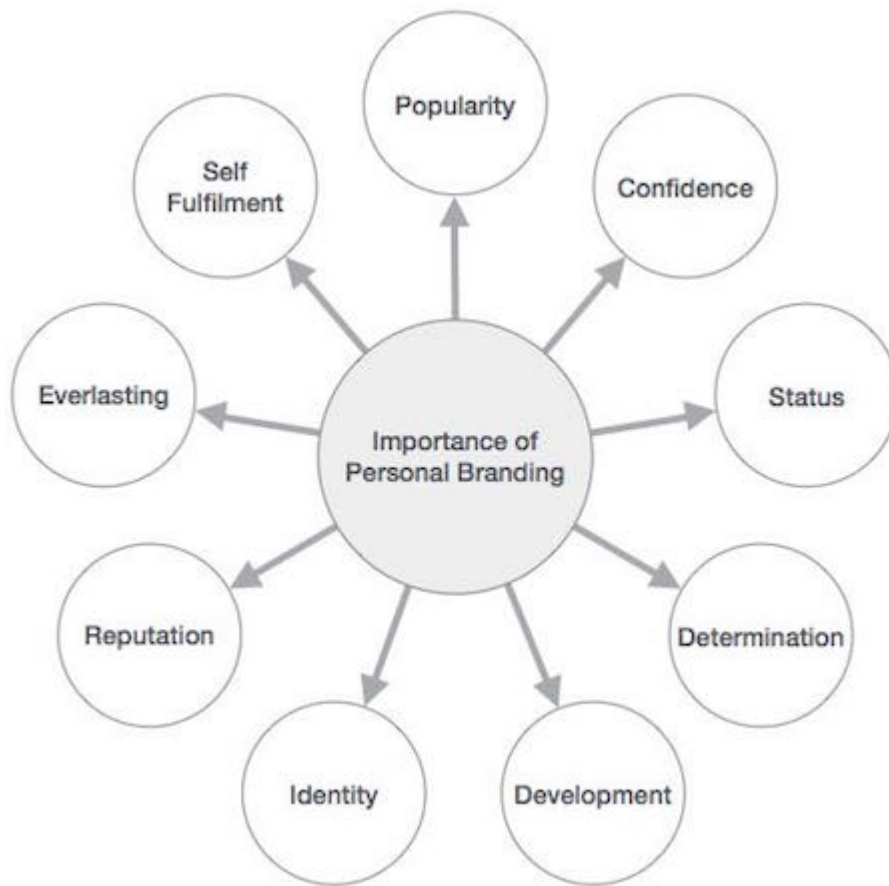 Popularity
Self
Fulfilment
Confidence
Everlasting
Status
Importance of
Personal Branding
Reputation
Determination
Identity
Development